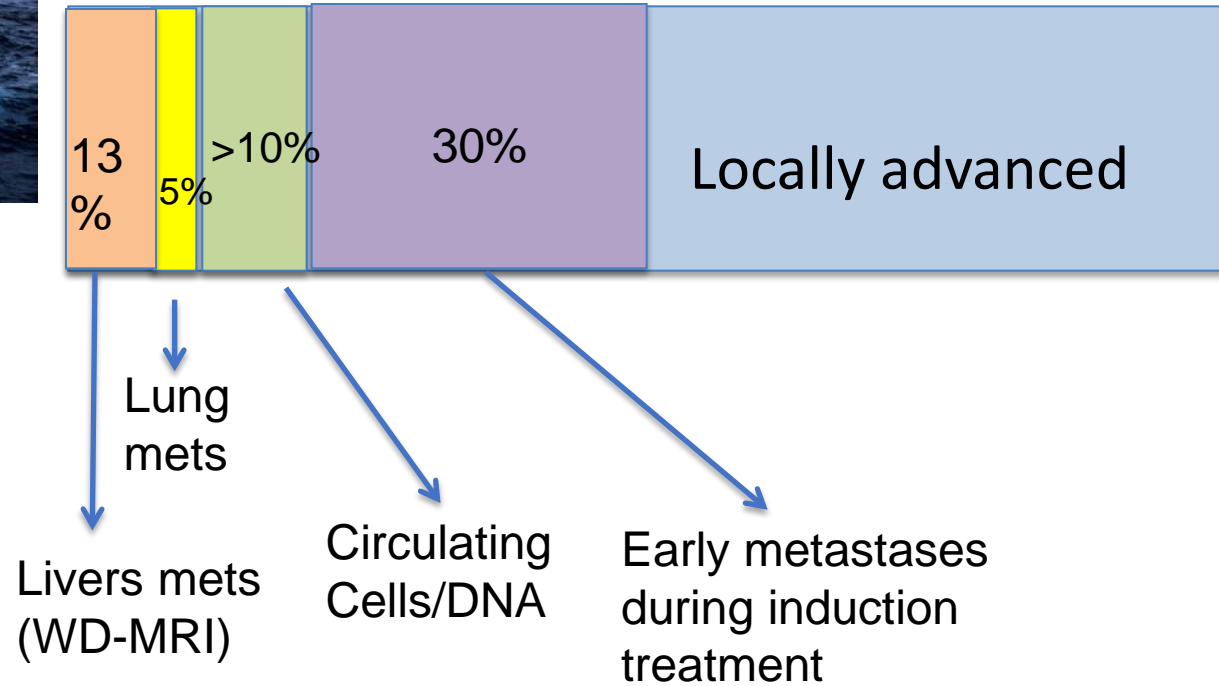 13
%
5%
>10%
30%
Locally advanced
Lung
mets
Livers mets
(WD-MRI)
Circulating
Cells/DNA
Early metastases
during induction
treatment